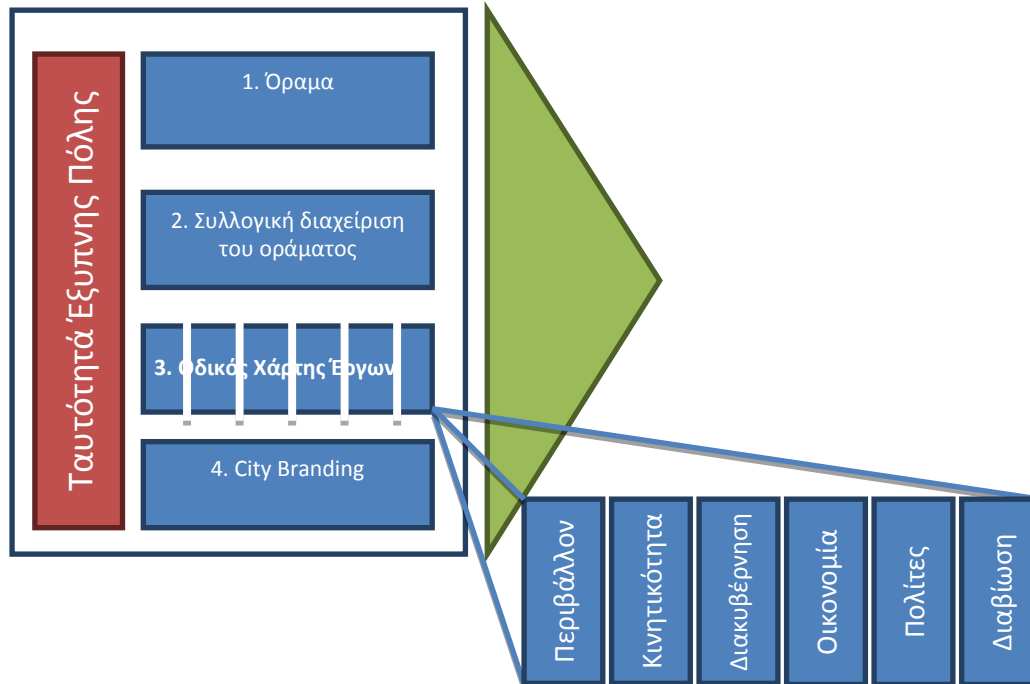 Ταυτότητά Έξυπνης Πόλης
1. Όραμα
2. Συλλογική διαχείριση
του οράματος
3. Οδικός Χάρτης Έργων
4. City Branding
Περιβάλλον
Κινητικότητα
Διακυβέρνηση
Οικονομία
Πολίτες
Διαβίωση